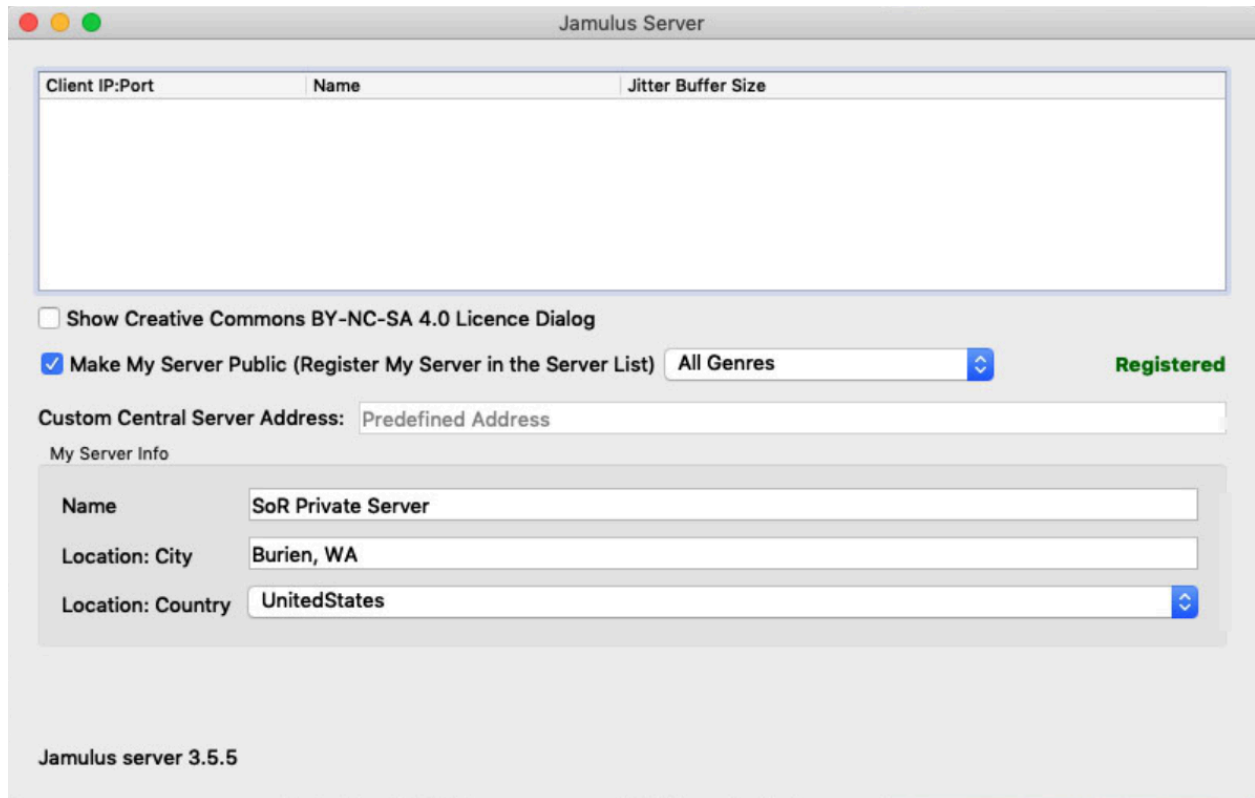 Jamulus Server
Client IP:Port Name Jitter Buffer Size
Show Creative Commons BY-NC-SA 4.0 Licence Dialog
Make My Server Public (Register My Server in the Server List) All Genres Registered
Custom Central Server Address: Predefined Address
My Server Info
Name SoR Private Server
Location: City Burien, WA
Location: Country UnitedStates
Jamulus server 3.5.5